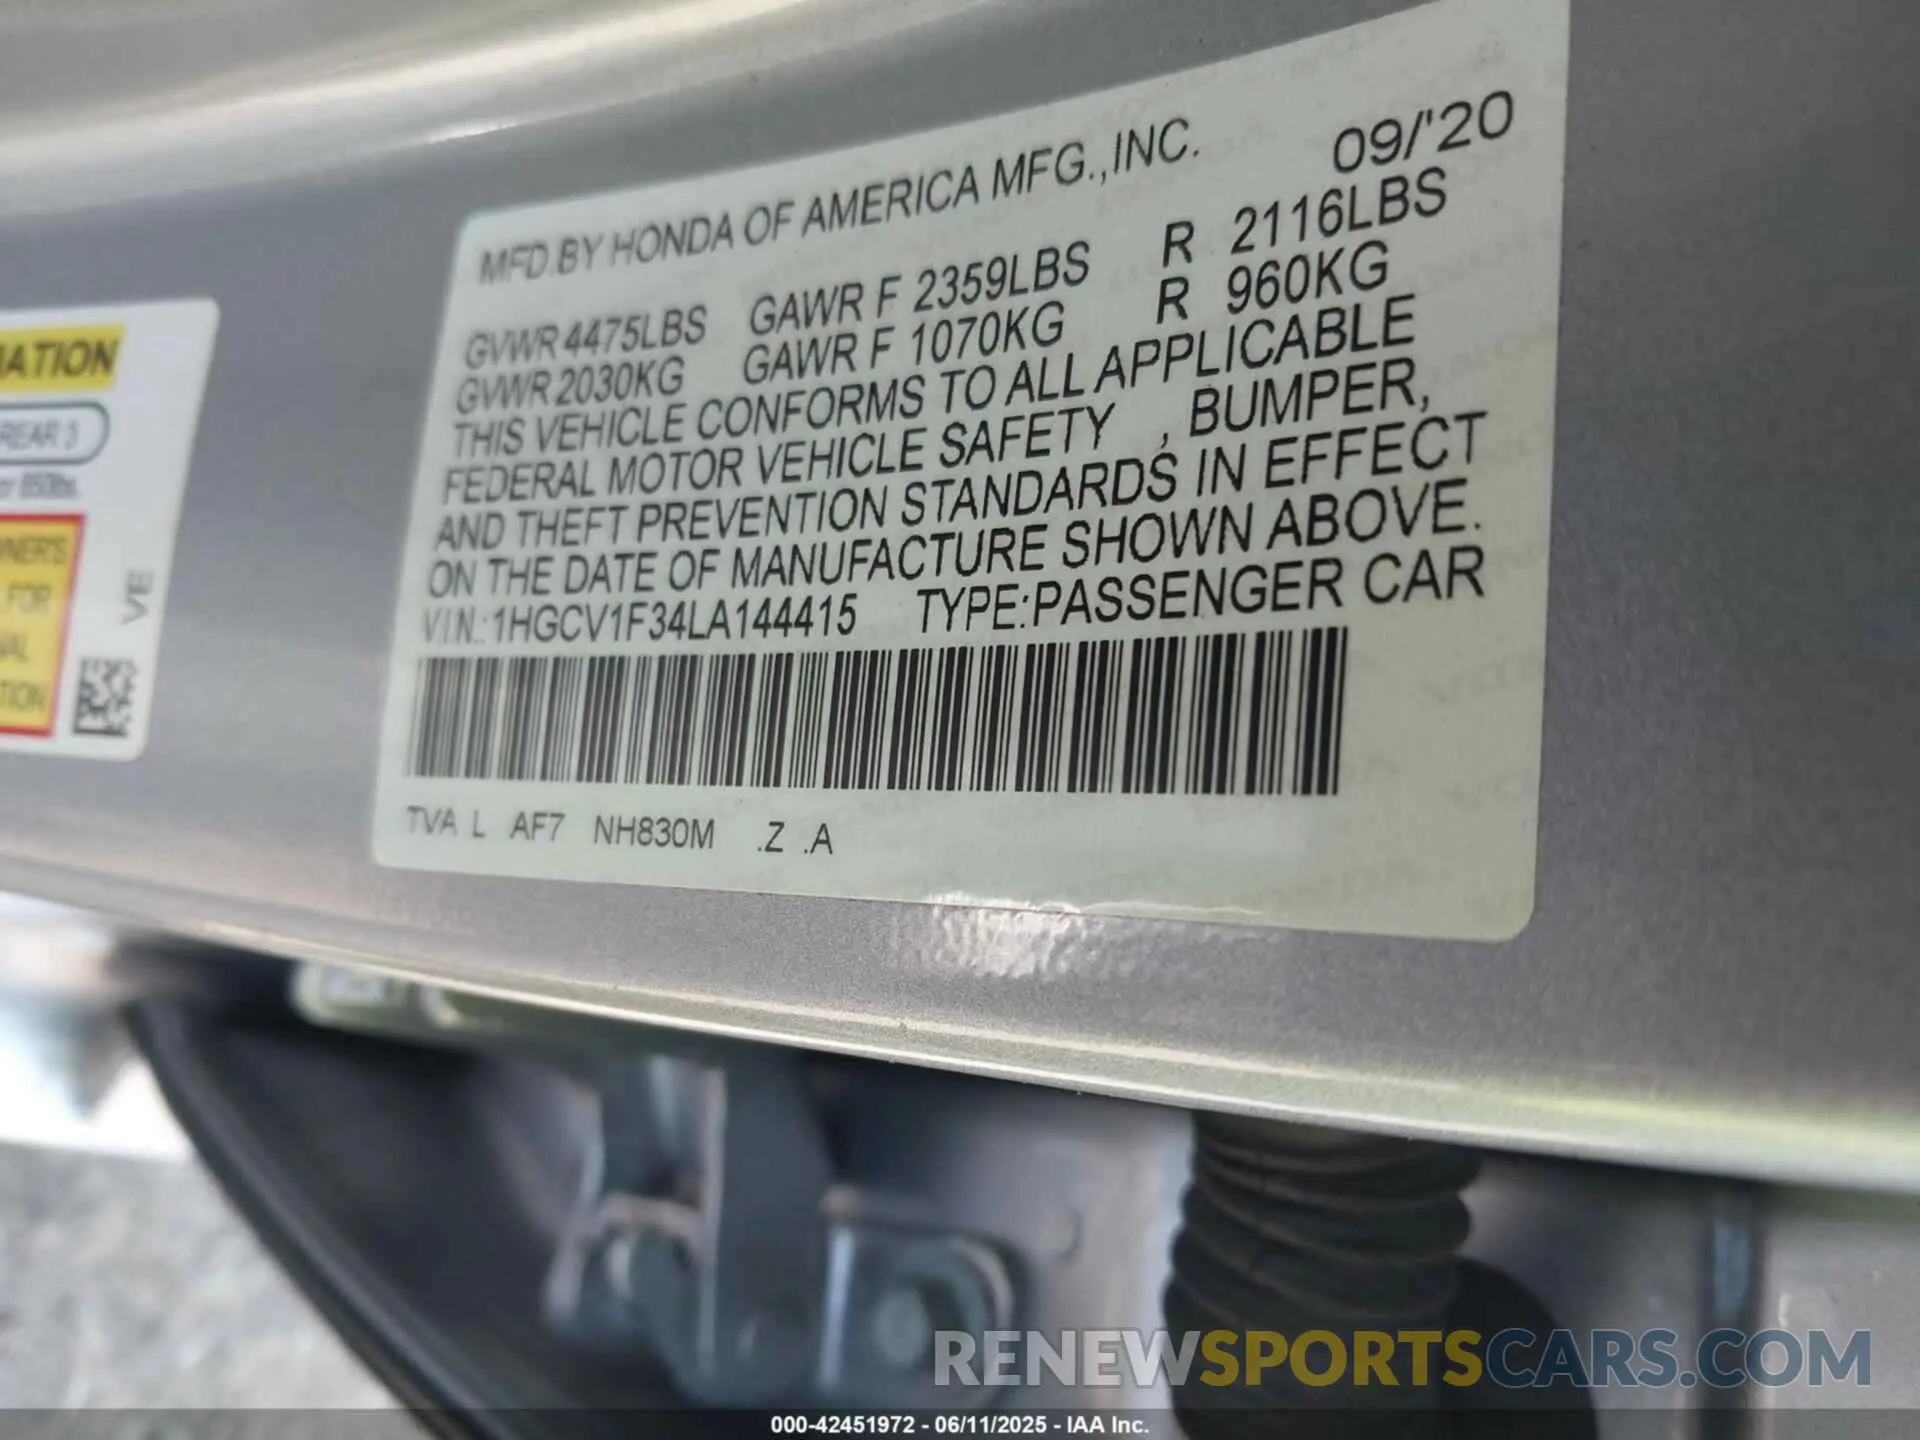 MFD.BY HONDA OF AMERICA MFG.,INC. 09/'20
GVWR 4475LBS GAWR F 2359LBS R 2116LBS
GVWR 2030KG GAWR F 1070KG R 960KG
THIS VEHICLE CONFORMS TO ALL APPLICABLE
FEDERAL MOTOR VEHICLE SAFETY , BUMPER,
AND THEFT PREVENTION STANDARDS IN EFFECT
ON THE DATE OF MANUFACTURE SHOWN ABOVE.
V.I.N.:1HGCV1F34LA144415 TYPE:PASSENGER CAR
TVA L AF7 NH830M .Z .A
REAR 3
FOR
VE
RENEWSPORTSCARS.COM
000-42451972 - 06/11/2025 - IAA Inc.